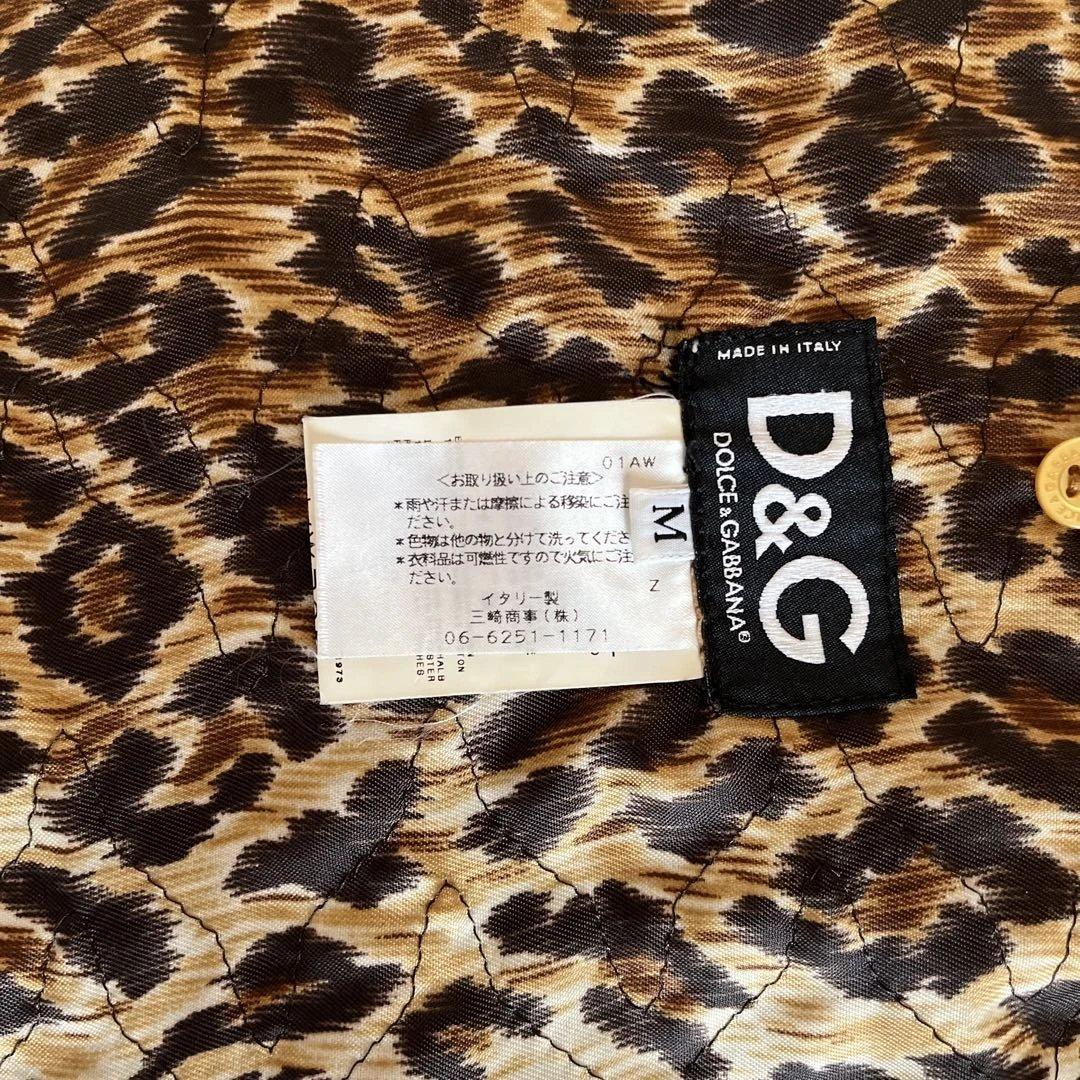 MADE IN ITALY
D&G
DOLCE&GABBANA®
M
01AW
<お取り扱い上のご注意>
*雨や汗または摩擦による移染にご注
ださい。
*色物は他の物と分けて洗ってくださ
*衣料品は可燃性ですので火気にご注
ださい。
Z
イタリー製
三崎商事(株)
06-6251-1171
1973